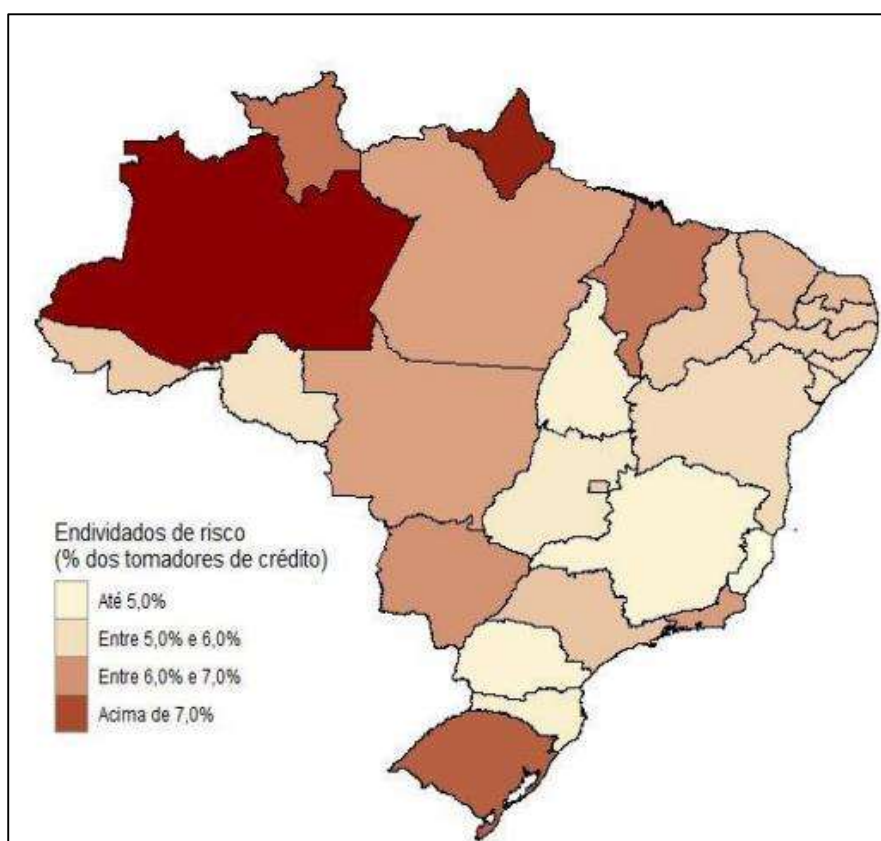 Endividados de risco
(% dos tomadores de crédito)
Até 5,0%
Entre 5,0% e 6,0%
Entre 6,0% e 7,0%
Acima de 7,0%